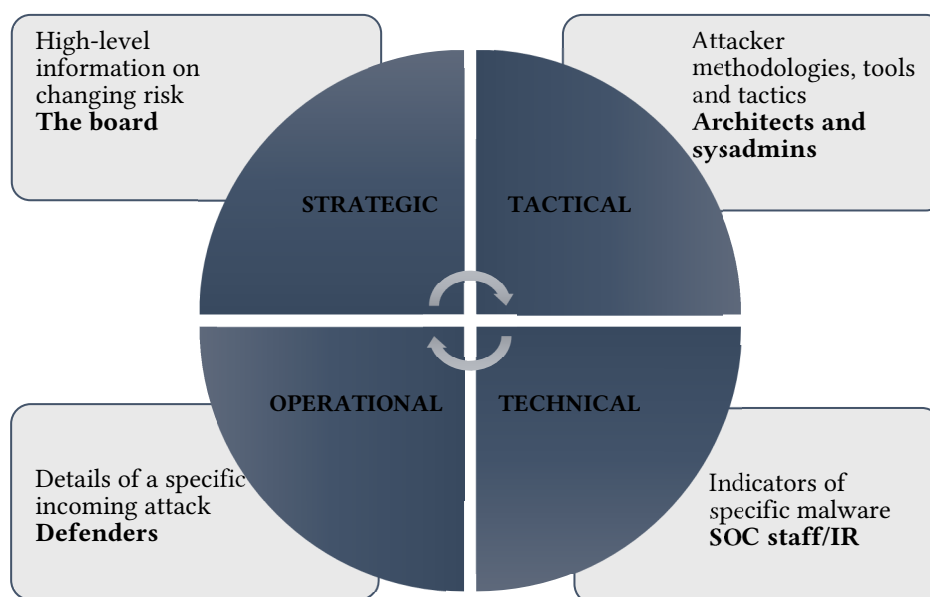 High-level
information on
changing risk
The board
Attacker
methodologies, tools
and tactics
Architects and
sysadmins
STRATEGIC
TACTICAL
OPERATIONAL
TECHNICAL
Details of a specific
incoming attack
Defenders
Indicators of
specific malware
SOC staff/IR